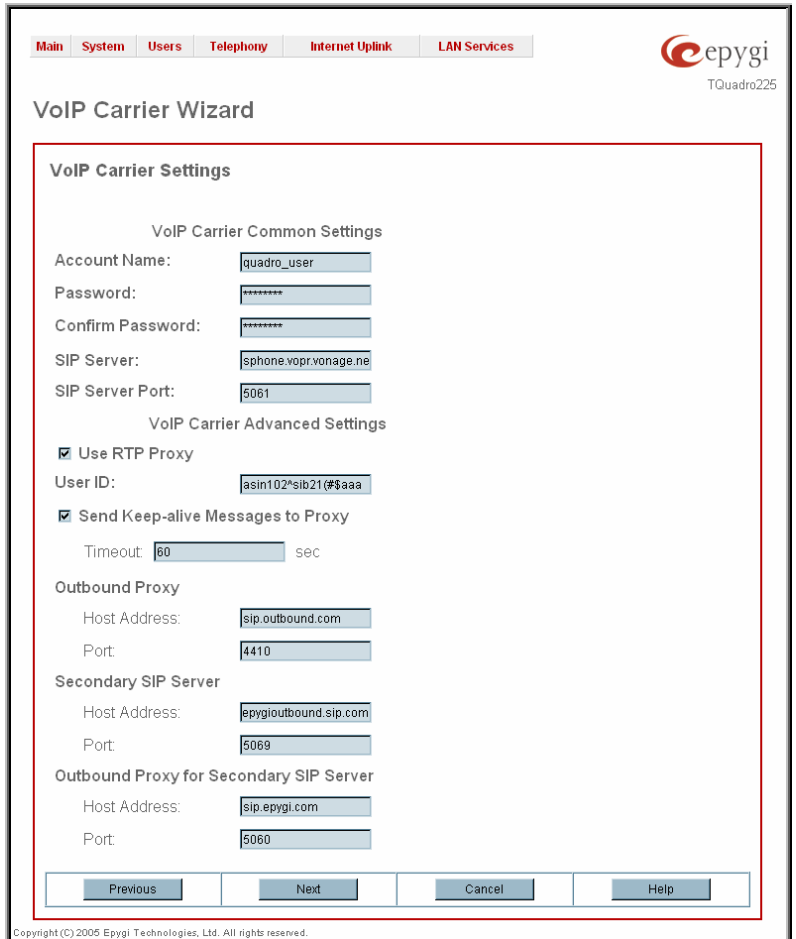 Main System Users Telephony Internet Uplink LAN Services
epygi
TQuadro225
VoIP Carrier Wizard
VoIP Carrier Settings
VoIP Carrier Common Settings
Account Name: quadro_user
Password: ********
Confirm Password: ********
SIP Server: sphone.vopr.vonage.ne
SIP Server Port: 5061
VoIP Carrier Advanced Settings
Use RTP Proxy
User ID: asin102^sib21(#$aaa
Send Keep-alive Messages to Proxy
Timeout: 60 sec
Outbound Proxy
Host Address: sip.outbound.com
Port: 4410
Secondary SIP Server
Host Address: epygioutbound.sip.com
Port: 5069
Outbound Proxy for Secondary SIP Server
Host Address: sip.epygi.com
Port: 5060
Previous Next Cancel Help
Copyright (C) 2005 Epygi Technologies, Ltd. All rights reserved.